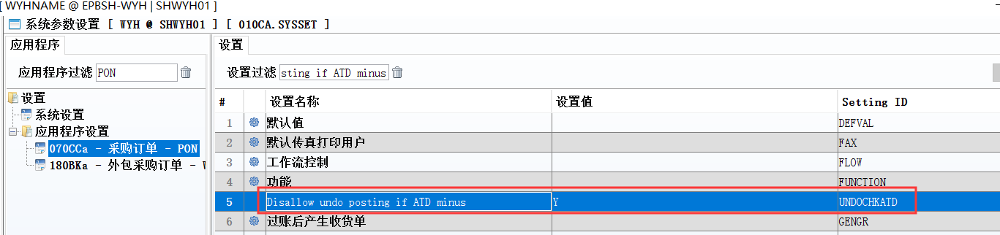 [ WYHNAME @ EPBSH-WYH | SHWYH01 ]
系统参数设置 [ WYH @ SHWYH01 ] [ 010CA.SYSSET ]
应用程序
应用程序过滤 PON
设置
系统设置
应用程序设置
070CCa - 采购订单 - PON
180BKa - 外包采购订单 -
设置
设置过滤 sting if ATD minus
# 设置名称 设置值 Setting ID
1 默认值 DEFVAL
2 默认传真打印用户 FAX
3 工作流控制 FLOW
4 功能 FUNCTION
5 Disallow undo posting if ATD minus Y UNDOCHKATD
6 过账后产生收货单 GENGR